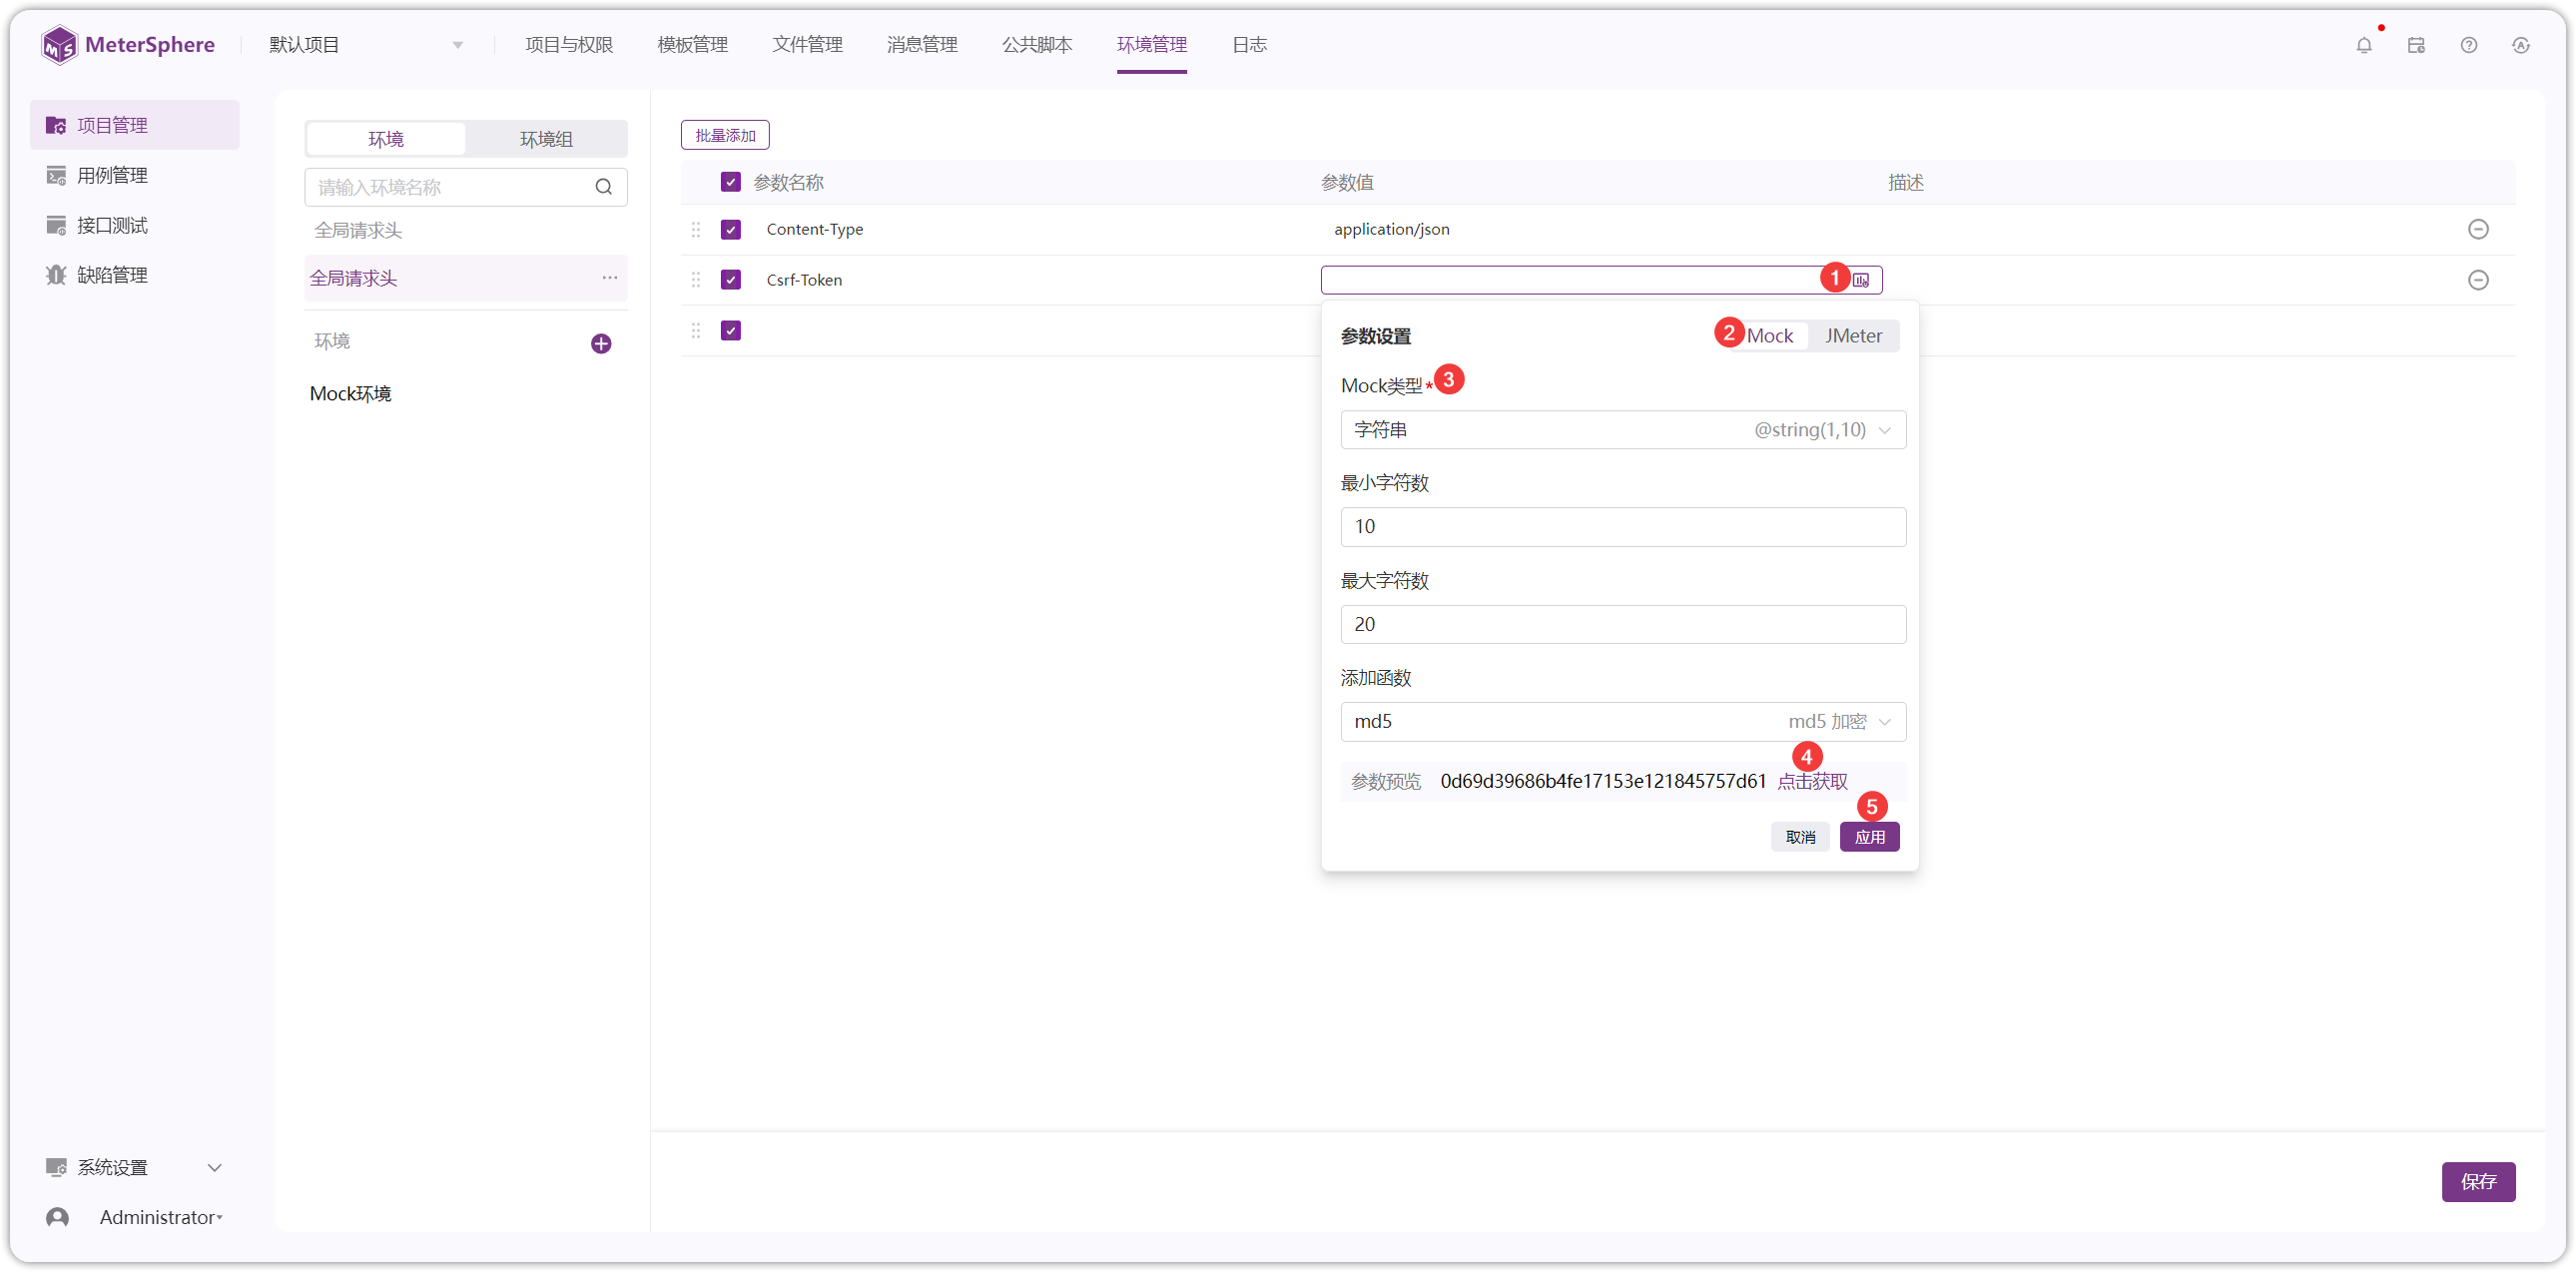 MeterSphere
默认项目
项目与权限
模板管理
文件管理
消息管理
公共脚本
环境管理
日志
项目管理
用例管理
接口测试
缺陷管理
系统设置
Administrator
环境
环境组
请输入环境名称
全局请求头
全局请求头
环境
Mock环境
批量添加
参数名称 参数值 描述
Content-Type application/json
Csrf-Token 1
参数设置 2 Mock JMeter
Mock类型* 3
字符串 @string(1,10)
最小字符数
10
最大字符数
20
添加函数
md5 md5 加密
4
参数预览 0d69d39686b4fe17153e121845757d61 点击获取
5
取消 应用
保存